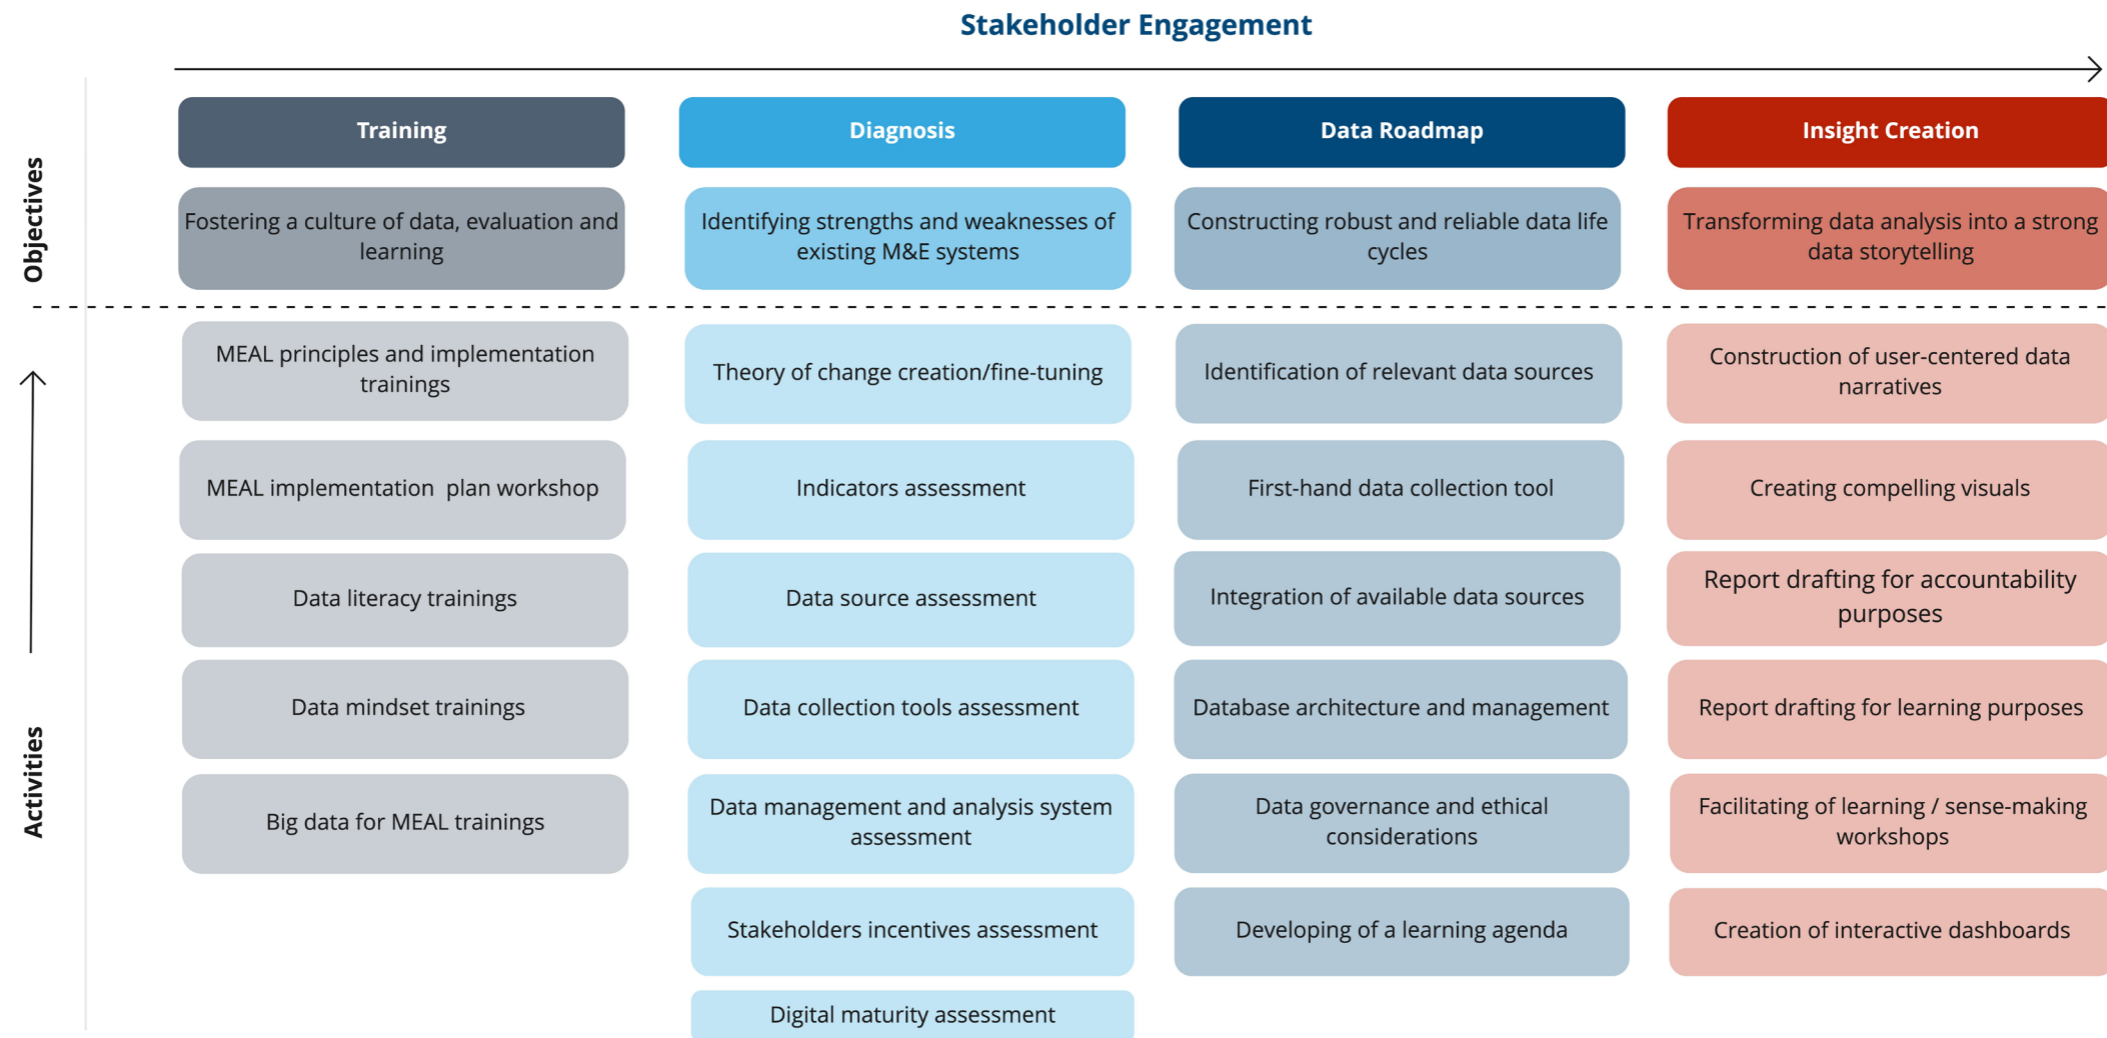 Stakeholder Engagement
Objectives
Activities
Training
Fostering a culture of data, evaluation and
learning
MEAL principles and implementation
trainings
MEAL implementation plan workshop
Data literacy trainings
Data mindset trainings
Big data for MEAL trainings
Diagnosis
Identifying strengths and weaknesses of
existing M&E systems
Theory of change creation/fine-tuning
Indicators assessment
Data source assessment
Data collection tools assessment
Data management and analysis system
assessment
Stakeholders incentives assessment
Digital maturity assessment
Data Roadmap
Constructing robust and reliable data life
cycles
Identification of relevant data sources
First-hand data collection tool
Integration of available data sources
Database architecture and management
Data governance and ethical
considerations
Developing of a learning agenda
Insight Creation
Transforming data analysis into a strong
data storytelling
Construction of user-centered data
narratives
Creating compelling visuals
Report drafting for accountability
purposes
Report drafting for learning purposes
Facilitating of learning / sense-making
workshops
Creation of interactive dashboards